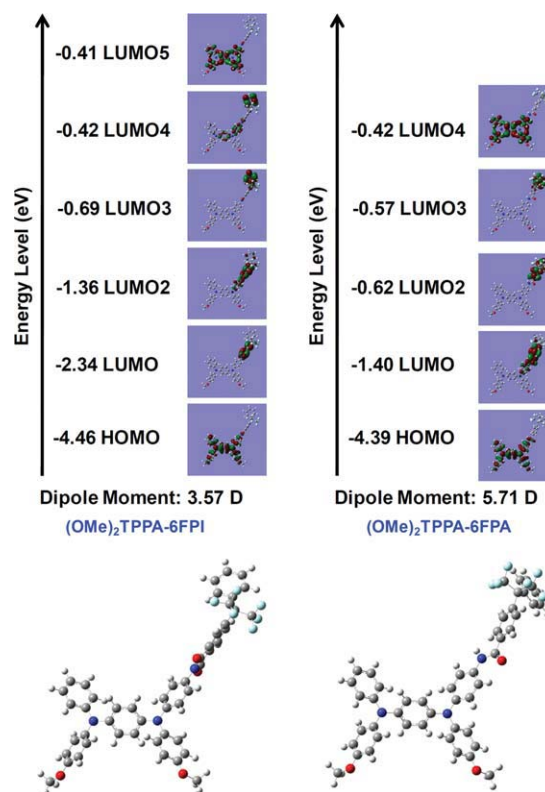 Energy Level (eV)
-0.41 LUMO5
-0.42 LUMO4
-0.69 LUMO3
-1.36 LUMO2
-2.34 LUMO
-4.46 HOMO
Dipole Moment: 3.57 D
(OMe)₂TPPA-6FPI
Energy Level (eV)
-0.42 LUMO4
-0.57 LUMO3
-0.62 LUMO2
-1.40 LUMO
-4.39 HOMO
Dipole Moment: 5.71 D
(OMe)₂TPPA-6FPA